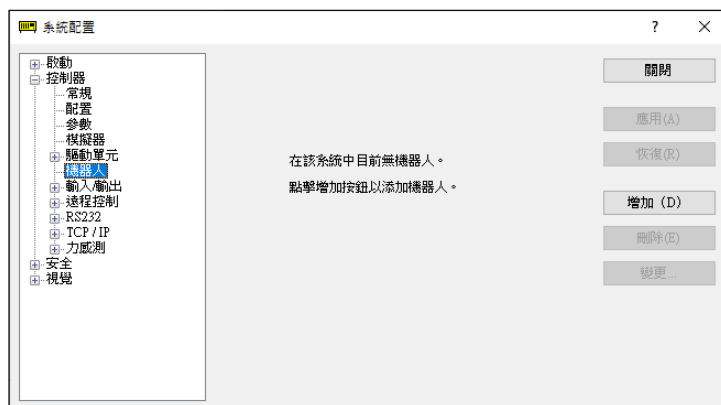 系統配置
?
×
啟動
控制器
常規
配置
參數
模擬器
驅動單元
機器人
輸入/輸出
遠程控制
RS232
TCP / IP
力感測
安全
視覺
在該系統中目前無機器人。
點擊增加按鈕以添加機器人。
關閉
應用(A)
恢復(R)
增加（D）
刪除(E)
變更...